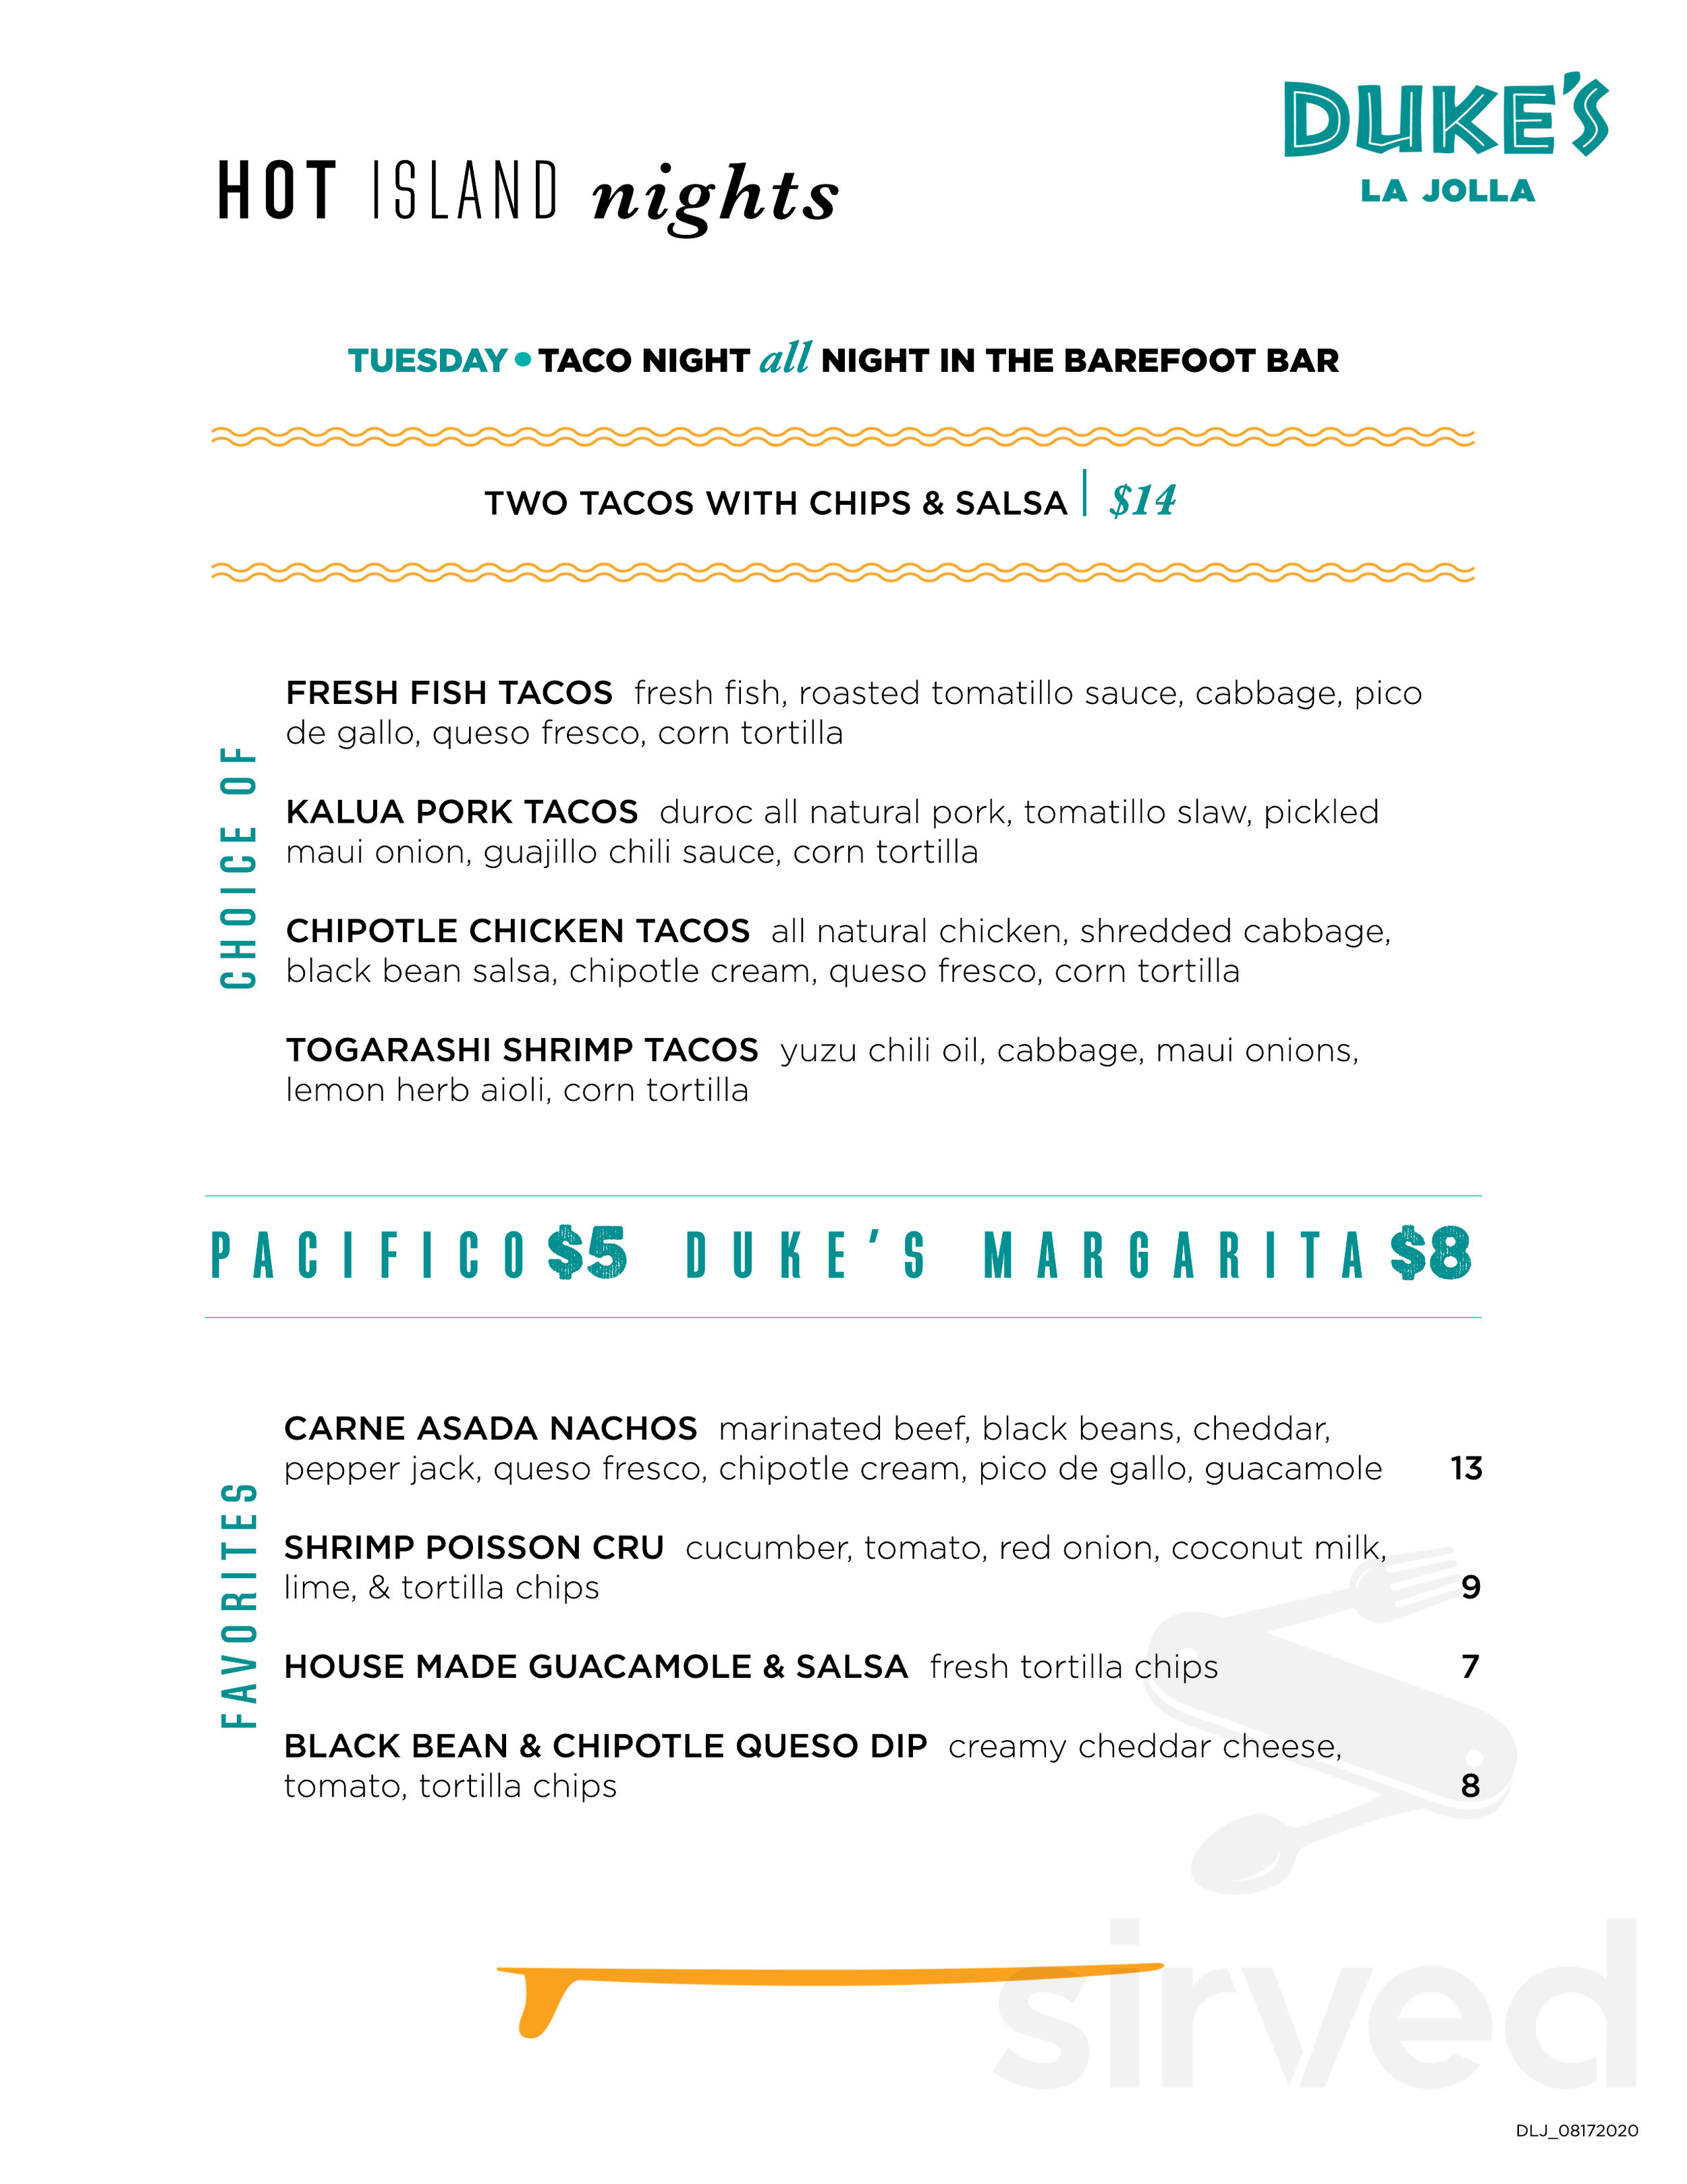 DUKE'S
LA JOLLA
HOT ISLAND nights
TUESDAY • TACO NIGHT all NIGHT IN THE BAREFOOT BAR
TWO TACOS WITH CHIPS & SALSA | $14
CHOICE OF
FRESH FISH TACOS fresh fish, roasted tomatillo sauce, cabbage, pico
de gallo, queso fresco, corn tortilla
KALUA PORK TACOS duroc all natural pork, tomatillo slaw, pickled
maui onion, guajillo chili sauce, corn tortilla
CHIPOTLE CHICKEN TACOS all natural chicken, shredded cabbage,
black bean salsa, chipotle cream, queso fresco, corn tortilla
TOGARASHI SHRIMP TACOS yuzu chili oil, cabbage, maui onions,
lemon herb aioli, corn tortilla
PACIFICO $5 DUKE'S MARGARITA $8
FAVORITES
CARNE ASADA NACHOS marinated beef, black beans, cheddar,
pepper jack, queso fresco, chipotle cream, pico de gallo, guacamole 13
SHRIMP POISSON CRU cucumber, tomato, red onion, coconut milk,
lime, & tortilla chips 9
HOUSE MADE GUACAMOLE & SALSA fresh tortilla chips 7
BLACK BEAN & CHIPOTLE QUESO DIP creamy cheddar cheese,
tomato, tortilla chips 8
sirved
DLJ_08172020